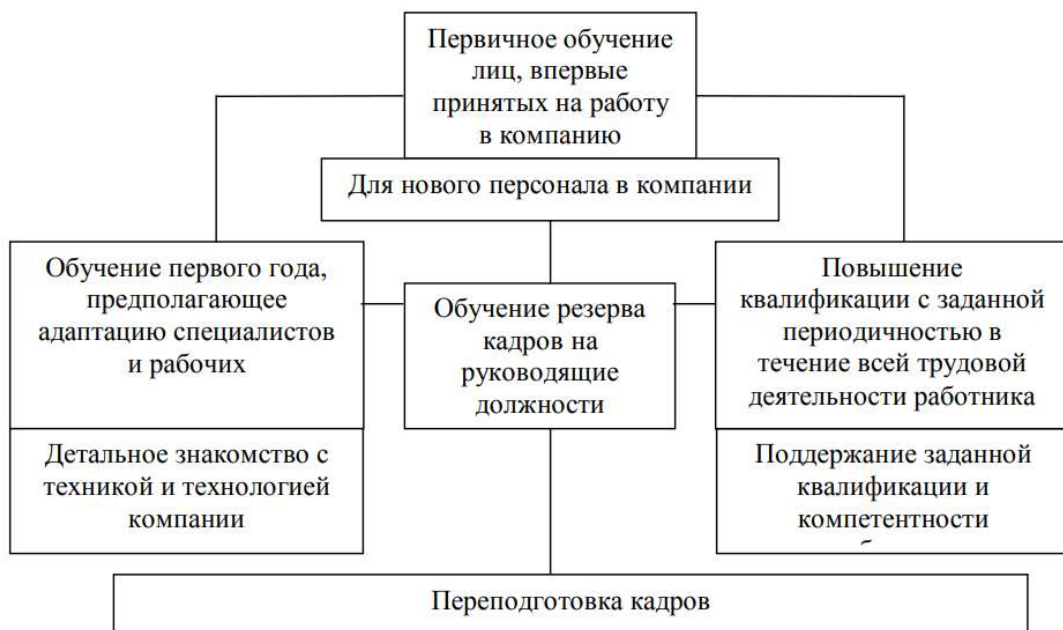 Первичное обучение
лиц, впервые
принятых на работу
в компанию
Для нового персонала в компании
Обучение первого года,
предполагающее
адаптацию специалистов
и рабочих
Детальное знакомство с
техникой и технологией
компании
Обучение резерва
кадров на
руководящие
должности
Повышение
квалификации с заданной
периодичностью в
течение всей трудовой
деятельности работника
Поддержание заданной
квалификации и
компетентности
Переподготовка кадров